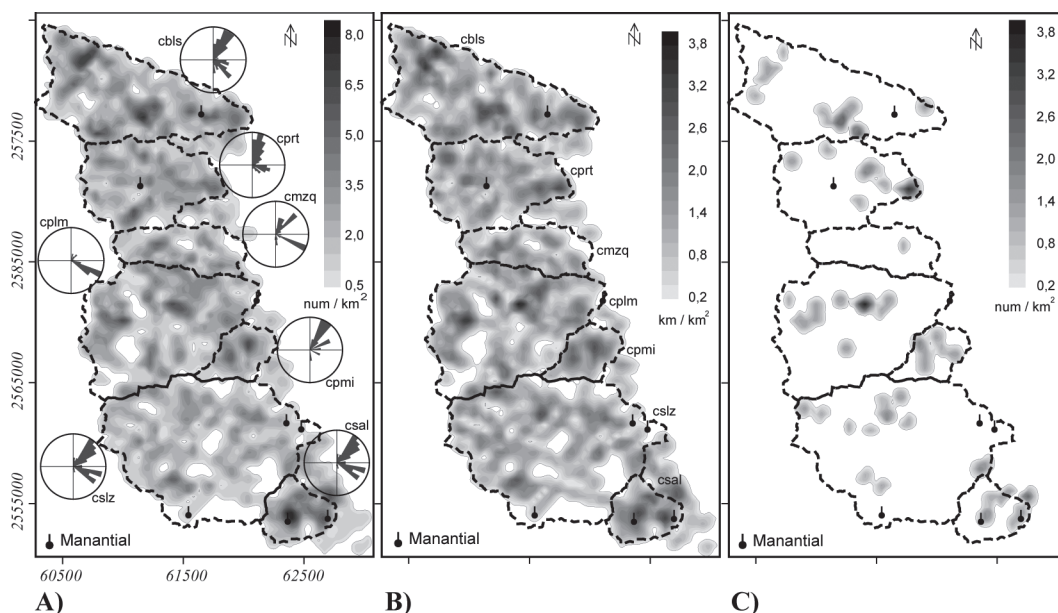 cbls
cprt
cmzq
cplm
cpmi
csal
cslz
N
8,0
6,5
5,0
3,5
2,0
0,5
num / km²
257500
2585000
2565000
2555000
60500 61500 62500
Manantial
A)
cbls
cprt
cmzq
cplm
cpmi
cslz
csal
N
3,8
3,2
2,6
2,0
1,4
0,8
0,2
km / km²
Manantial
B)
N
3,8
3,2
2,6
2,0
1,4
0,8
0,2
num / km²
Manantial
C)